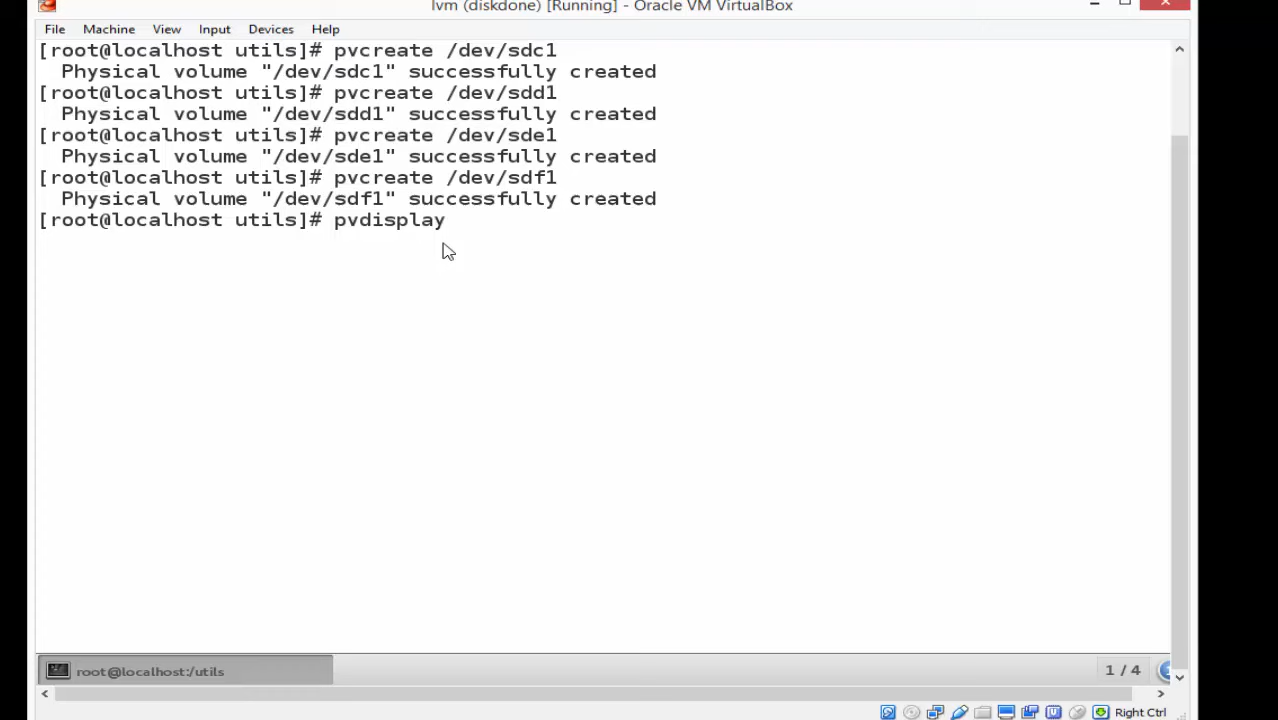 lvm (diskdone) [Running] - Oracle VM VirtualBox
File Machine View Input Devices Help
[root@localhost utils]# pvcreate /dev/sdc1
  Physical volume "/dev/sdc1" successfully created
[root@localhost utils]# pvcreate /dev/sdd1
  Physical volume "/dev/sdd1" successfully created
[root@localhost utils]# pvcreate /dev/sde1
  Physical volume "/dev/sde1" successfully created
[root@localhost utils]# pvcreate /dev/sdf1
  Physical volume "/dev/sdf1" successfully created
[root@localhost utils]# pvdisplay
root@localhost:/utils
1 / 4
Right Ctrl